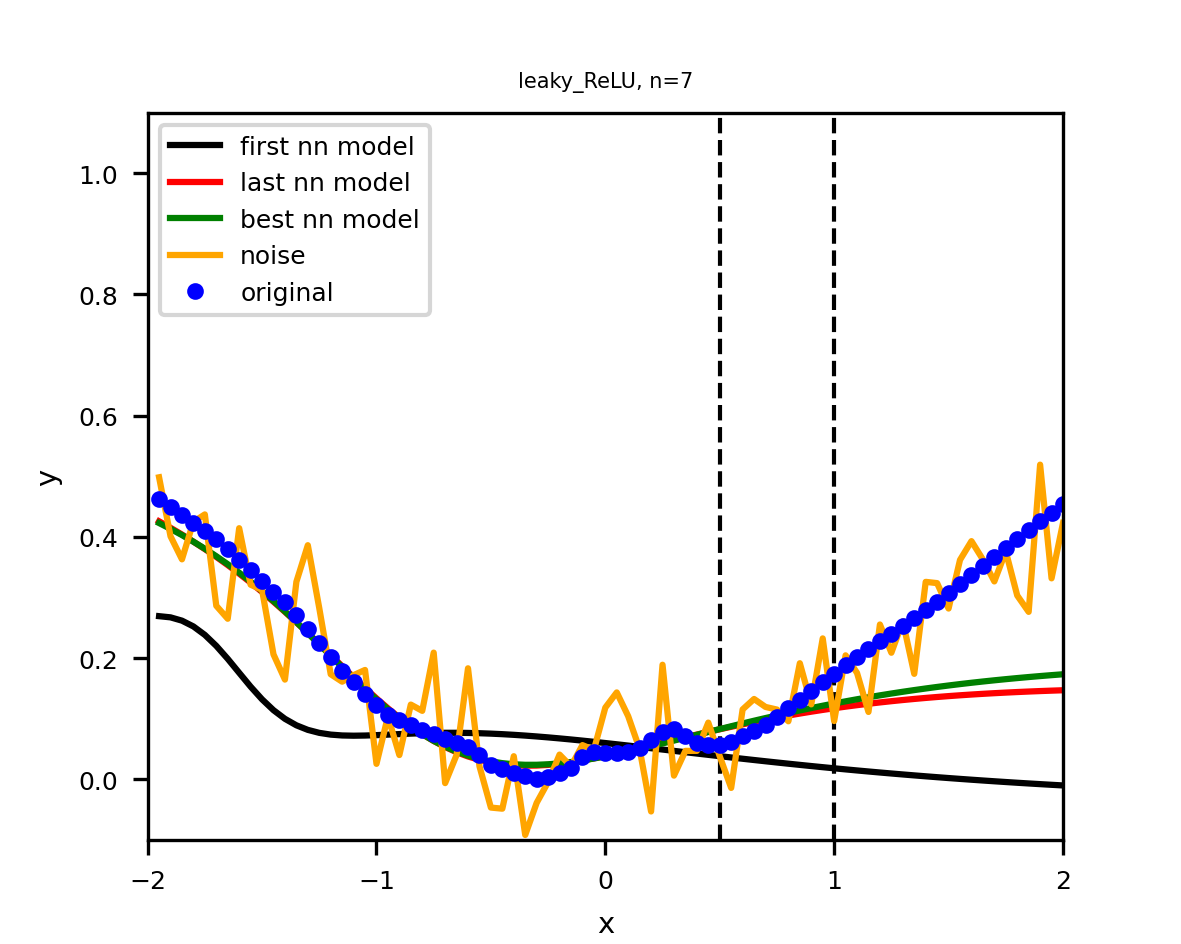 leaky_ReLU, n=7
first nn model
last nn model
best nn model
noise
original
1.0
0.8
0.6
0.4
0.2
0.0
y
−2
−1
0
1
2
x